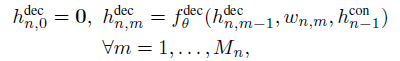 h^{dec}_{n,0} = 𝟎, h^{dec}_{n,m} = f^{dec}_θ(h^{dec}_{n,m−1}, w_{n,m}, h^{con}_{n−1})
∀m = 1, . . . , M_n,